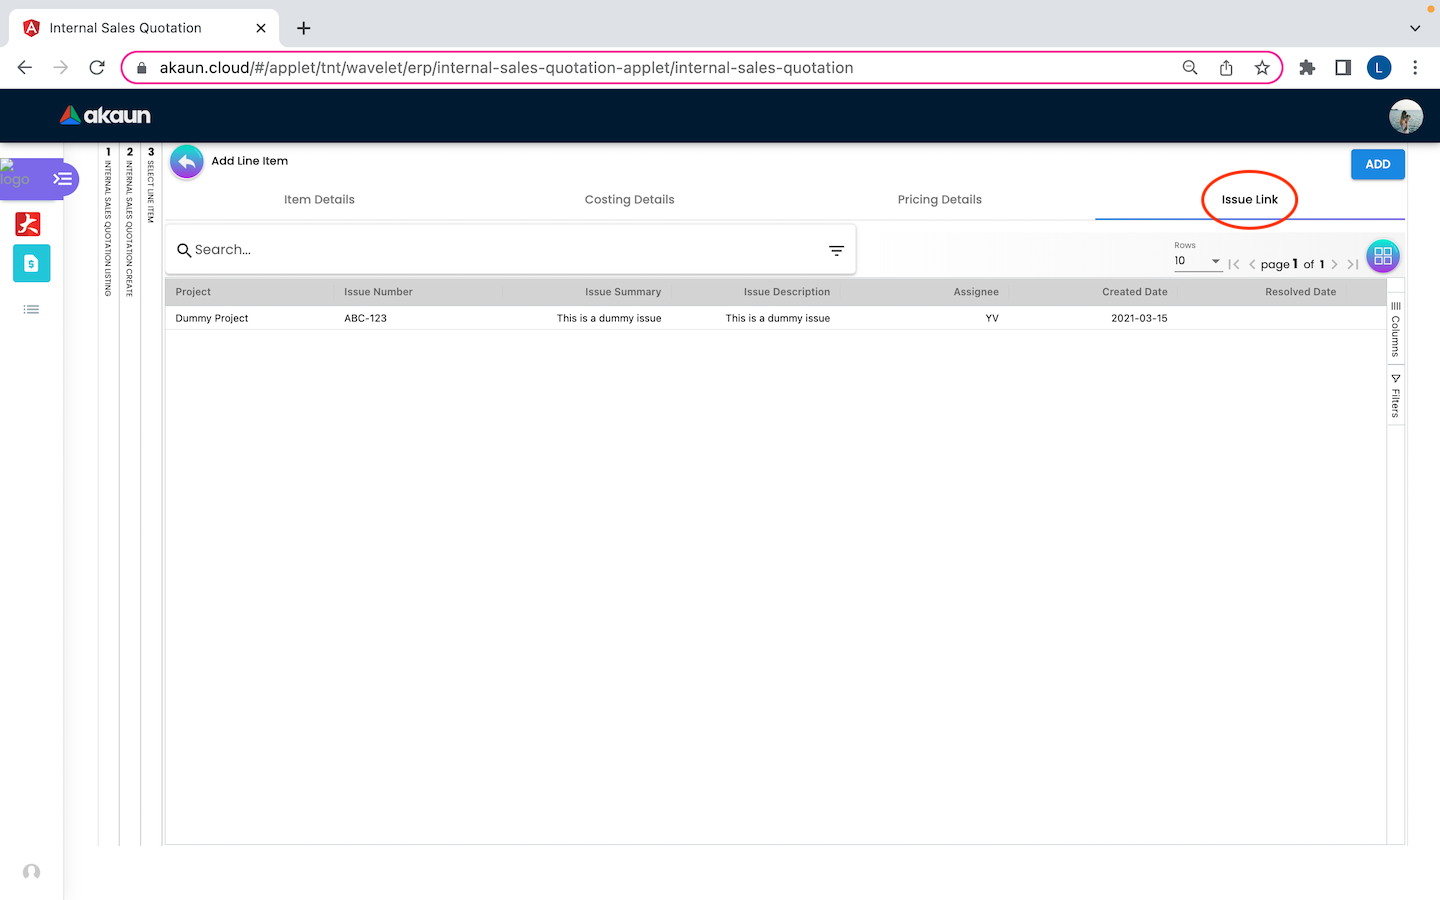 Internal Sales Quotation
akaun.cloud/#/applet/tnt/wavelet/erp/internal-sales-quotation-applet/internal-sales-quotation
L
akaun
logo
1 INTERNAL SALES QUOTATION LISTING
2 INTERNAL SALES QUOTATION CREATE
3 SELECT LINE ITEM
Add Line Item
ADD
Item Details Costing Details Pricing Details Issue Link
Search...
Rows
10 page 1 of 1
Project Issue Number Issue Summary Issue Description Assignee Created Date Resolved Date
Dummy Project ABC-123 This is a dummy issue This is a dummy issue YV 2021-03-15
Columns
Filters